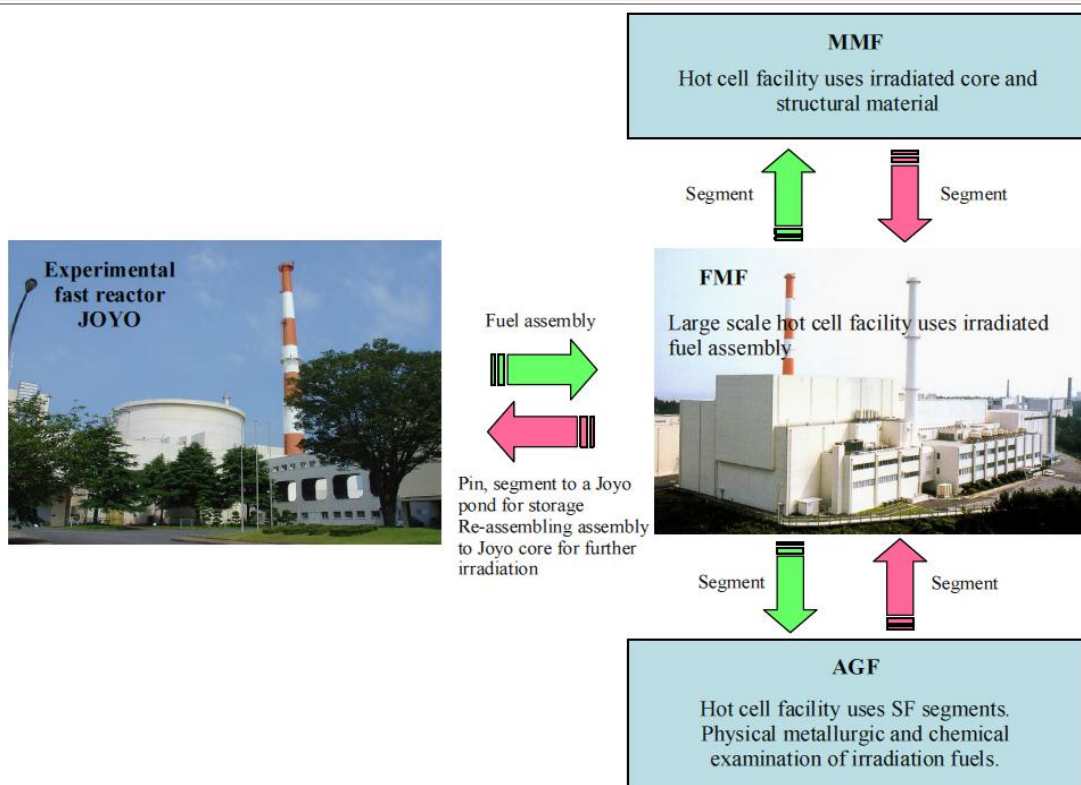 MMF
Hot cell facility uses irradiated core and
structural material
Segment
Segment
Experimental
fast reactor
JOYO
Fuel assembly
Pin, segment to a Joyo
pond for storage
Re-assembling assembly
to Joyo core for further
irradiation
FMF
Large scale hot cell facility uses irradiated
fuel assembly
Segment
Segment
AGF
Hot cell facility uses SF segments.
Physical metallurgic and chemical
examination of irradiation fuels.